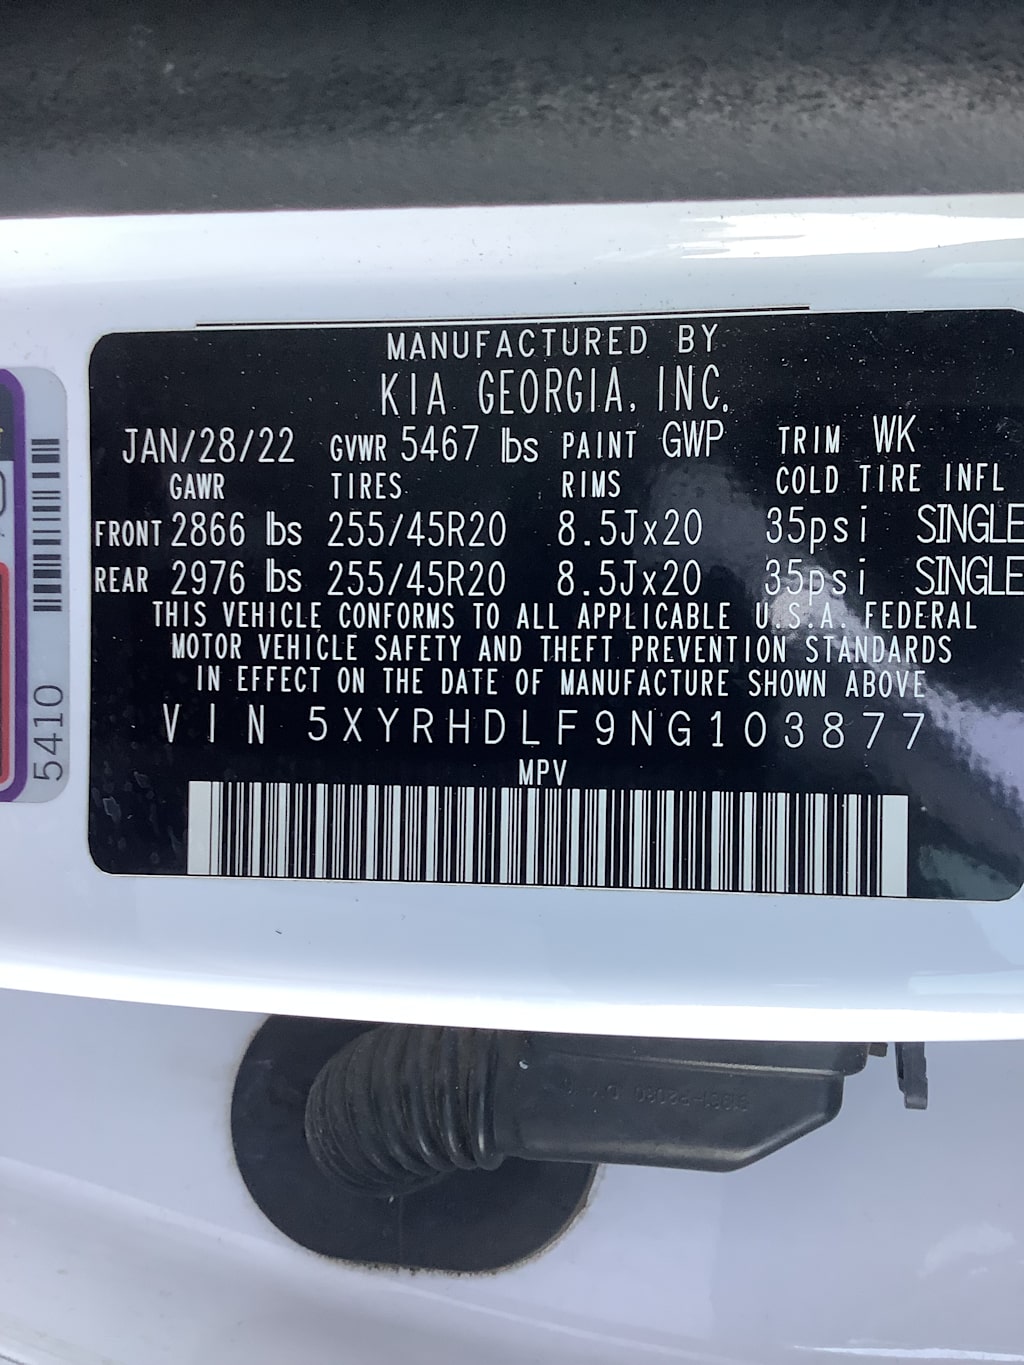 MANUFACTURED BY
KIA GEORGIA, INC.
JAN/28/22 GVWR 5467 lbs PAINT GWP TRIM WK
GAWR TIRES RIMS COLD TIRE INFL
FRONT 2866 lbs 255/45R20 8.5Jx20 35psi SINGLE
REAR 2976 lbs 255/45R20 8.5Jx20 35psi SINGLE
THIS VEHICLE CONFORMS TO ALL APPLICABLE U.S.A. FEDERAL
MOTOR VEHICLE SAFETY AND THEFT PREVENTION STANDARDS
IN EFFECT ON THE DATE OF MANUFACTURE SHOWN ABOVE
VIN 5XYRHDLF9NG103877
MPV
5410